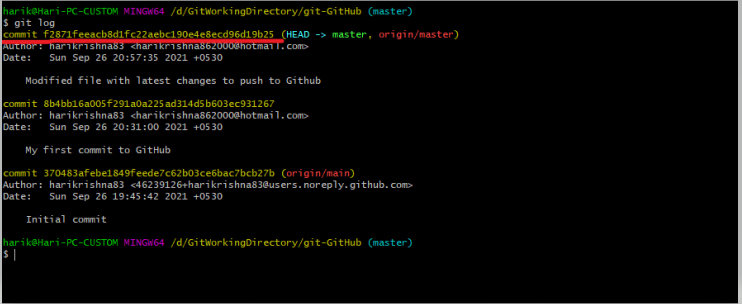 harik@Hari-PC-CUSTOM MINGW64 /d/GitWorkingDirectory/git-GitHub (master)
$ git log
commit f2871feeacb8d1fc22aebc190e4e8ecd96d19b25 (HEAD -> master, origin/master)
Author: harikrishna83 <harikrishna862000@hotmail.com>
Date:   Sun Sep 26 20:57:35 2021 +0530

    Modified file with latest changes to push to Github

commit 8b4bb16a005f291a0a225ad314d5b603ec931267
Author: harikrishna83 <harikrishna862000@hotmail.com>
Date:   Sun Sep 26 20:31:00 2021 +0530

    My first commit to GitHub

commit 370483afebe1849feede7c62b03ce6bac7bcb27b (origin/main)
Author: harikrishna83 <46239126+harikrishna83@users.noreply.github.com>
Date:   Sun Sep 26 19:45:42 2021 +0530

    Initial commit

harik@Hari-PC-CUSTOM MINGW64 /d/GitWorkingDirectory/git-GitHub (master)
$